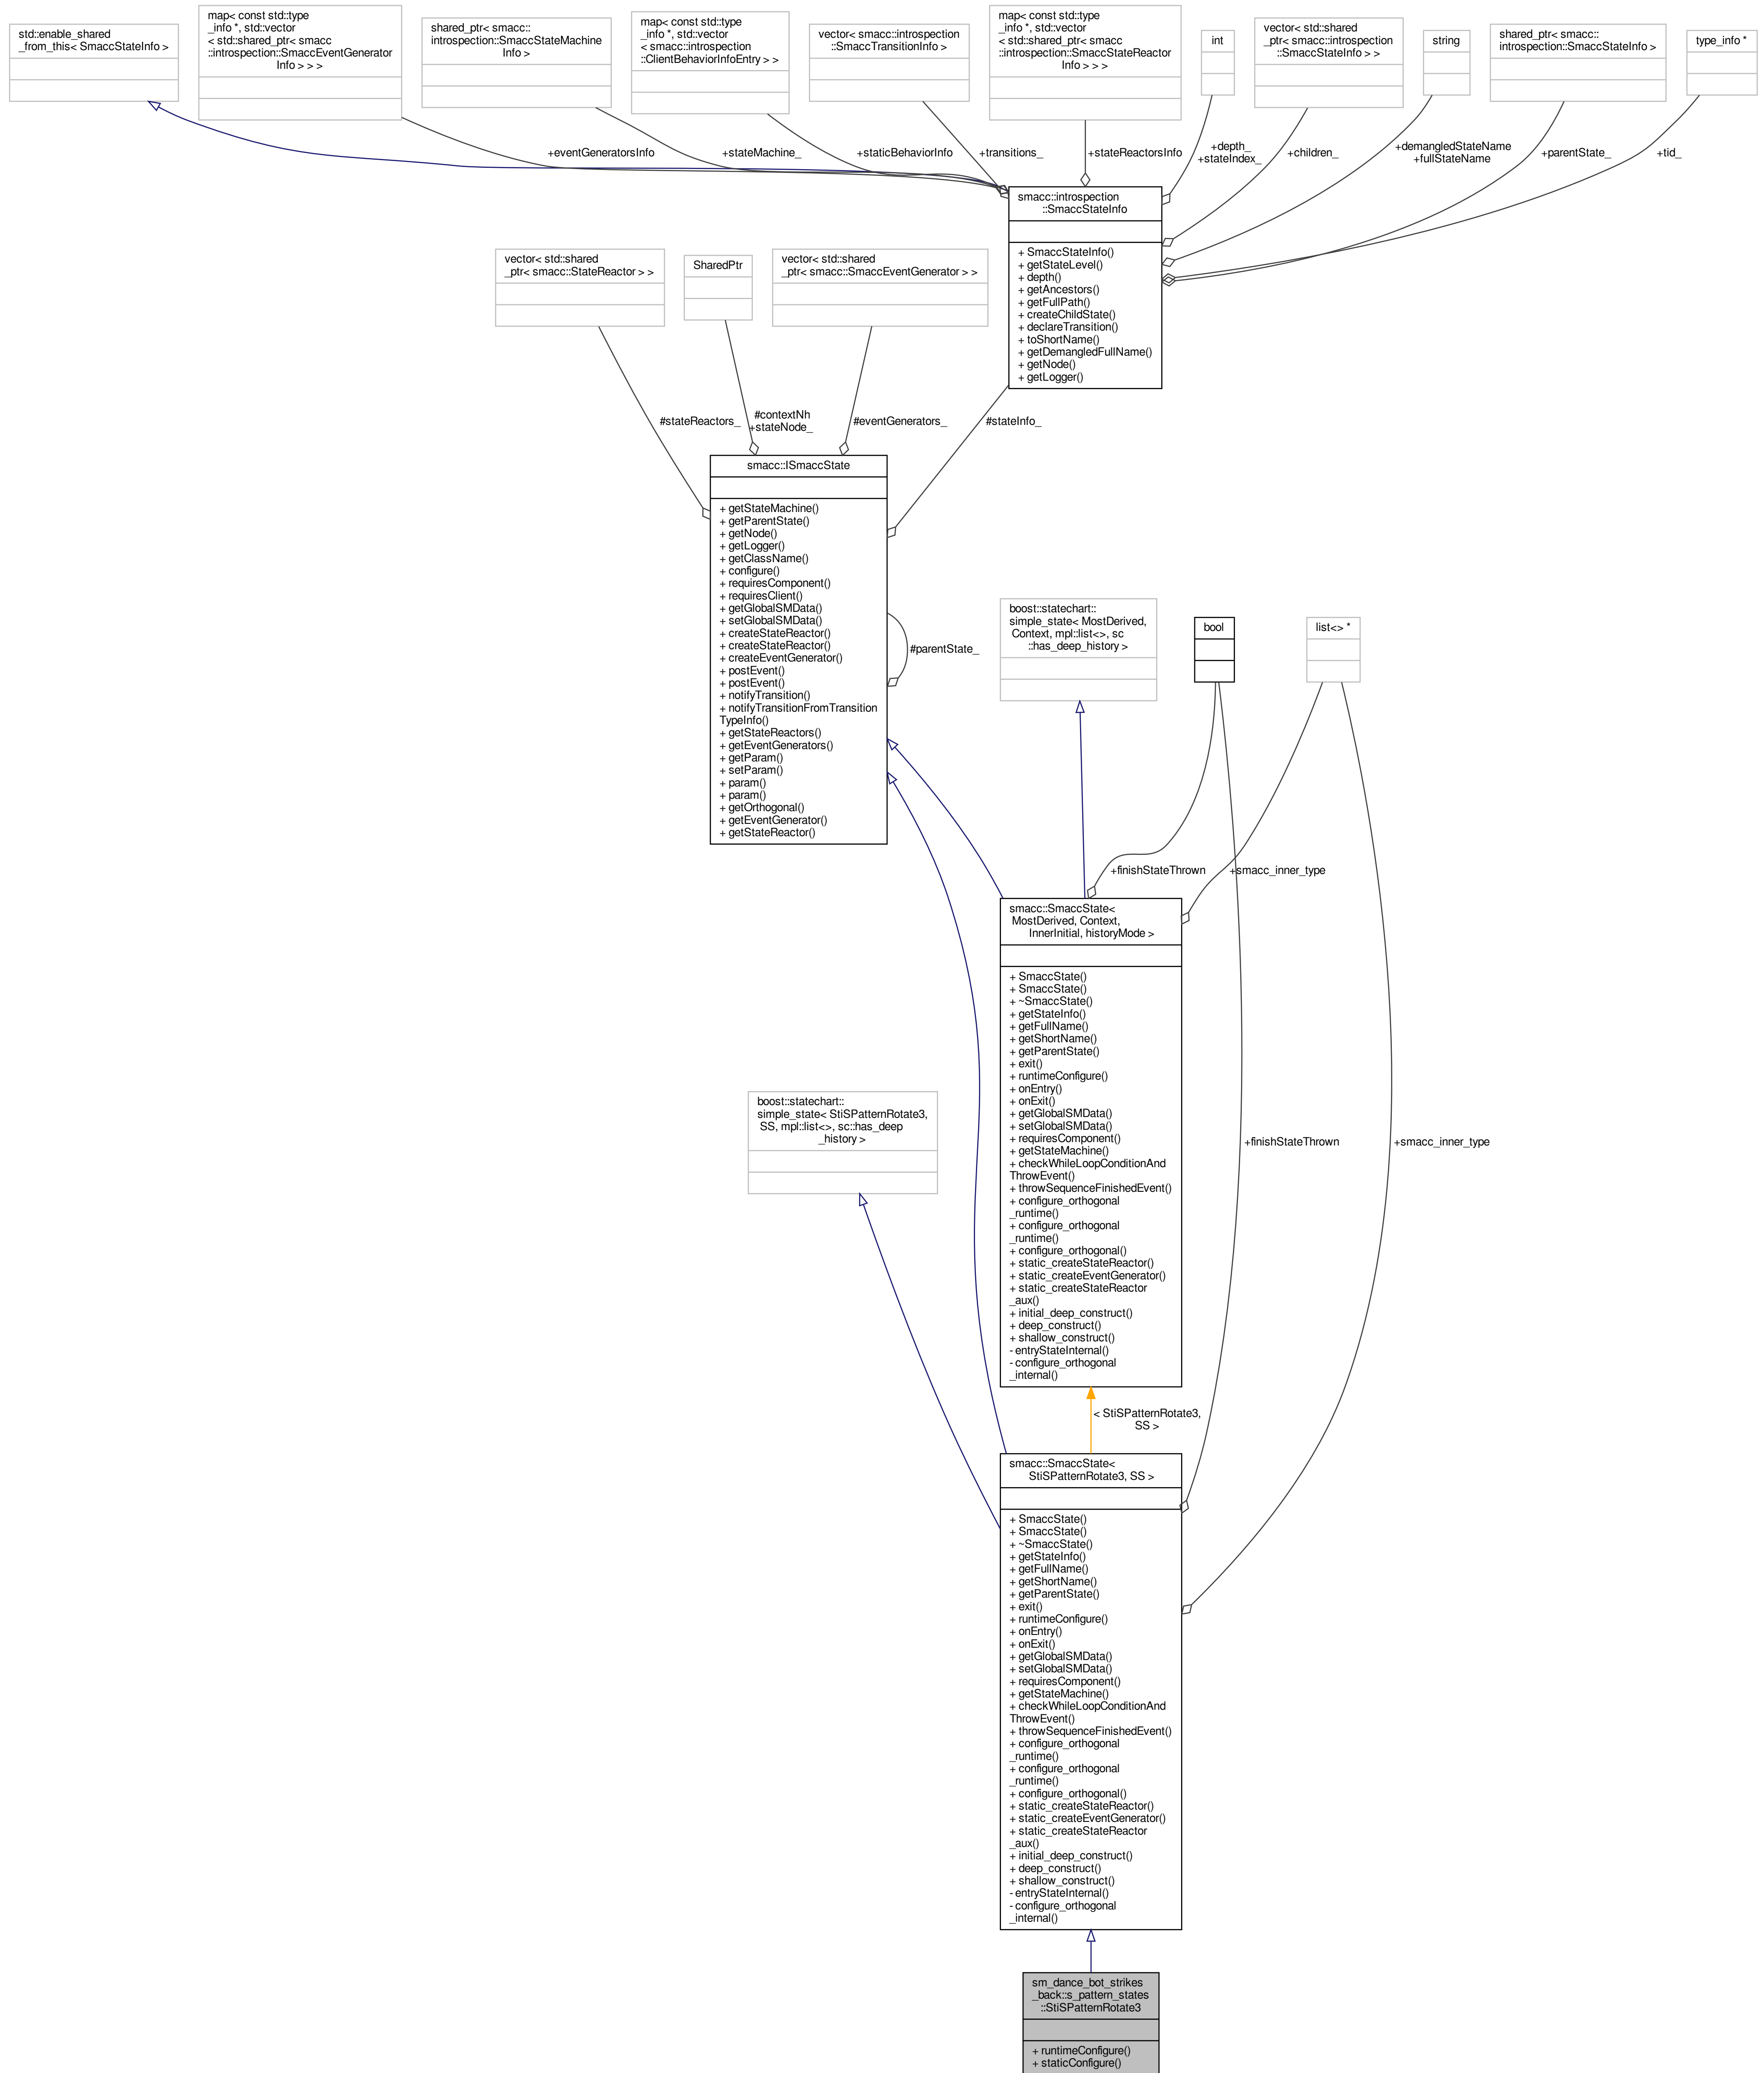 std::enable_shared
_from_this< SmaccStateInfo >
map< const std::type
_info *, std::vector
< std::shared_ptr< smacc
::introspection::SmaccEventGenerator
Info > > >
shared_ptr< smacc::
introspection::SmaccStateMachine
Info >
map< const std::type
_info *, std::vector
< smacc::introspection
::ClientBehaviorInfoEntry > >
vector< smacc::introspection
::SmaccTransitionInfo >
map< const std::type
_info *, std::vector
< std::shared_ptr< smacc
::introspection::SmaccStateReactor
Info > > >
int
vector< std::shared
_ptr< smacc::introspection
::SmaccStateInfo > >
string
shared_ptr< smacc::
introspection::SmaccStateInfo >
type_info *
+eventGeneratorsInfo
+stateMachine_
+staticBehaviorInfo
+transitions_
+stateReactorsInfo
+depth_
+stateIndex_
+children_
+demangledStateName
+fullStateName
+parentState_
+tid_
smacc::introspection
::SmaccStateInfo
+ SmaccStateInfo()
+ getStateLevel()
+ depth()
+ getAncestors()
+ getFullPath()
+ createChildState()
+ declareTransition()
+ toShortName()
+ getDemangledFullName()
+ getNode()
+ getLogger()
vector< std::shared
_ptr< smacc::StateReactor > >
SharedPtr
vector< std::shared
_ptr< smacc::SmaccEventGenerator > >
#stateReactors_
#contextNh
+stateNode_
#eventGenerators_
#stateInfo_
smacc::ISmaccState
+ getStateMachine()
+ getParentState()
+ getNode()
+ getLogger()
+ getClassName()
+ configure()
+ requiresComponent()
+ requiresClient()
+ getGlobalSMData()
+ setGlobalSMData()
+ createStateReactor()
+ createStateReactor()
+ createEventGenerator()
+ postEvent()
+ postEvent()
+ notifyTransition()
+ notifyTransitionFromTransition
TypeInfo()
+ getStateReactors()
+ getEventGenerators()
+ getParam()
+ setParam()
+ param()
+ param()
+ getOrthogonal()
+ getEventGenerator()
+ getStateReactor()
#parentState_
boost::statechart::
simple_state< MostDerived,
Context, mpl::list<>, sc
::has_deep_history >
bool
list<> *
+finishStateThrown
+smacc_inner_type
smacc::SmaccState<
MostDerived, Context,
InnerInitial, historyMode >
+ SmaccState()
+ SmaccState()
+ ~SmaccState()
+ getStateInfo()
+ getFullName()
+ getShortName()
+ getParentState()
+ exit()
+ runtimeConfigure()
+ onEntry()
+ onExit()
+ getGlobalSMData()
+ setGlobalSMData()
+ requiresComponent()
+ getStateMachine()
+ checkWhileLoopConditionAnd
ThrowEvent()
+ throwSequenceFinishedEvent()
+ configure_orthogonal
_runtime()
+ configure_orthogonal
_runtime()
+ configure_orthogonal()
+ static_createStateReactor()
+ static_createEventGenerator()
+ static_createStateReactor
_aux()
+ initial_deep_construct()
+ deep_construct()
+ shallow_construct()
- entryStateInternal()
- configure_orthogonal
_internal()
boost::statechart::
simple_state< StiSPatternRotate3,
SS, mpl::list<>, sc::has_deep
_history >
+finishStateThrown
+smacc_inner_type
< StiSPatternRotate3,
SS >
smacc::SmaccState<
StiSPatternRotate3, SS >
+ SmaccState()
+ SmaccState()
+ ~SmaccState()
+ getStateInfo()
+ getFullName()
+ getShortName()
+ getParentState()
+ exit()
+ runtimeConfigure()
+ onEntry()
+ onExit()
+ getGlobalSMData()
+ setGlobalSMData()
+ requiresComponent()
+ getStateMachine()
+ checkWhileLoopConditionAnd
ThrowEvent()
+ throwSequenceFinishedEvent()
+ configure_orthogonal
_runtime()
+ configure_orthogonal
_runtime()
+ configure_orthogonal()
+ static_createStateReactor()
+ static_createEventGenerator()
+ static_createStateReactor
_aux()
+ initial_deep_construct()
+ deep_construct()
+ shallow_construct()
- entryStateInternal()
- configure_orthogonal
_internal()
sm_dance_bot_strikes
_back::s_pattern_states
::StiSPatternRotate3
+ runtimeConfigure()
+ staticConfigure()